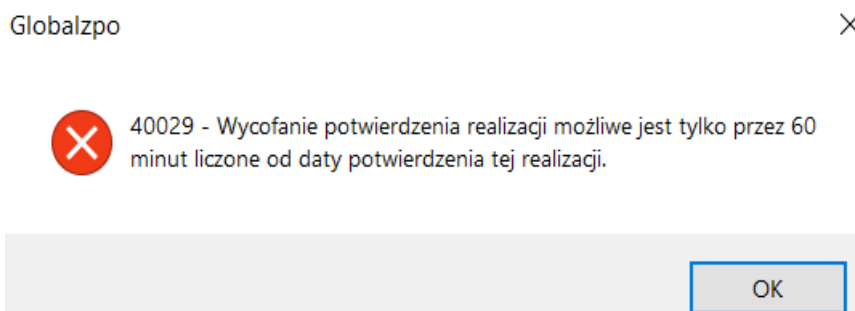 Globalzpo
40029 - Wycofanie potwierdzenia realizacji możliwe jest tylko przez 60
minut liczone od daty potwierdzenia tej realizacji.
OK